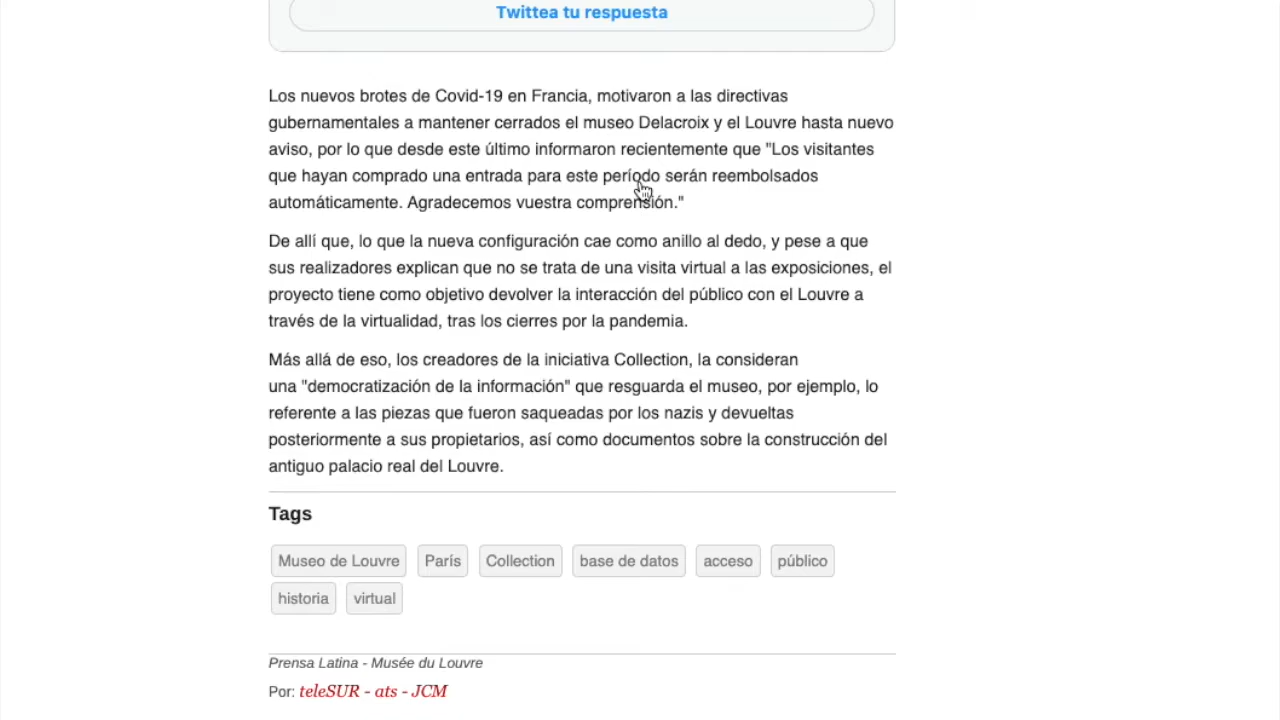 Twittea tu respuesta
Los nuevos brotes de Covid-19 en Francia, motivaron a las directivas
gubernamentales a mantener cerrados el museo Delacroix y el Louvre hasta nuevo
aviso, por lo que desde este último informaron recientemente que "Los visitantes
que hayan comprado una entrada para este período serán reembolsados
automáticamente. Agradecemos vuestra comprensión."
De allí que, lo que la nueva configuración cae como anillo al dedo, y pese a que
sus realizadores explican que no se trata de una visita virtual a las exposiciones, el
proyecto tiene como objetivo devolver la interacción del público con el Louvre a
través de la virtualidad, tras los cierres por la pandemia.
Más allá de eso, los creadores de la iniciativa Collection, la consideran
una "democratización de la información" que resguarda el museo, por ejemplo, lo
referente a las piezas que fueron saqueadas por los nazis y devueltas
posteriormente a sus propietarios, así como documentos sobre la construcción del
antiguo palacio real del Louvre.
Tags
Museo de Louvre París Collection base de datos acceso público
historia virtual
Prensa Latina - Musée du Louvre
Por: teleSUR - ats - JCM